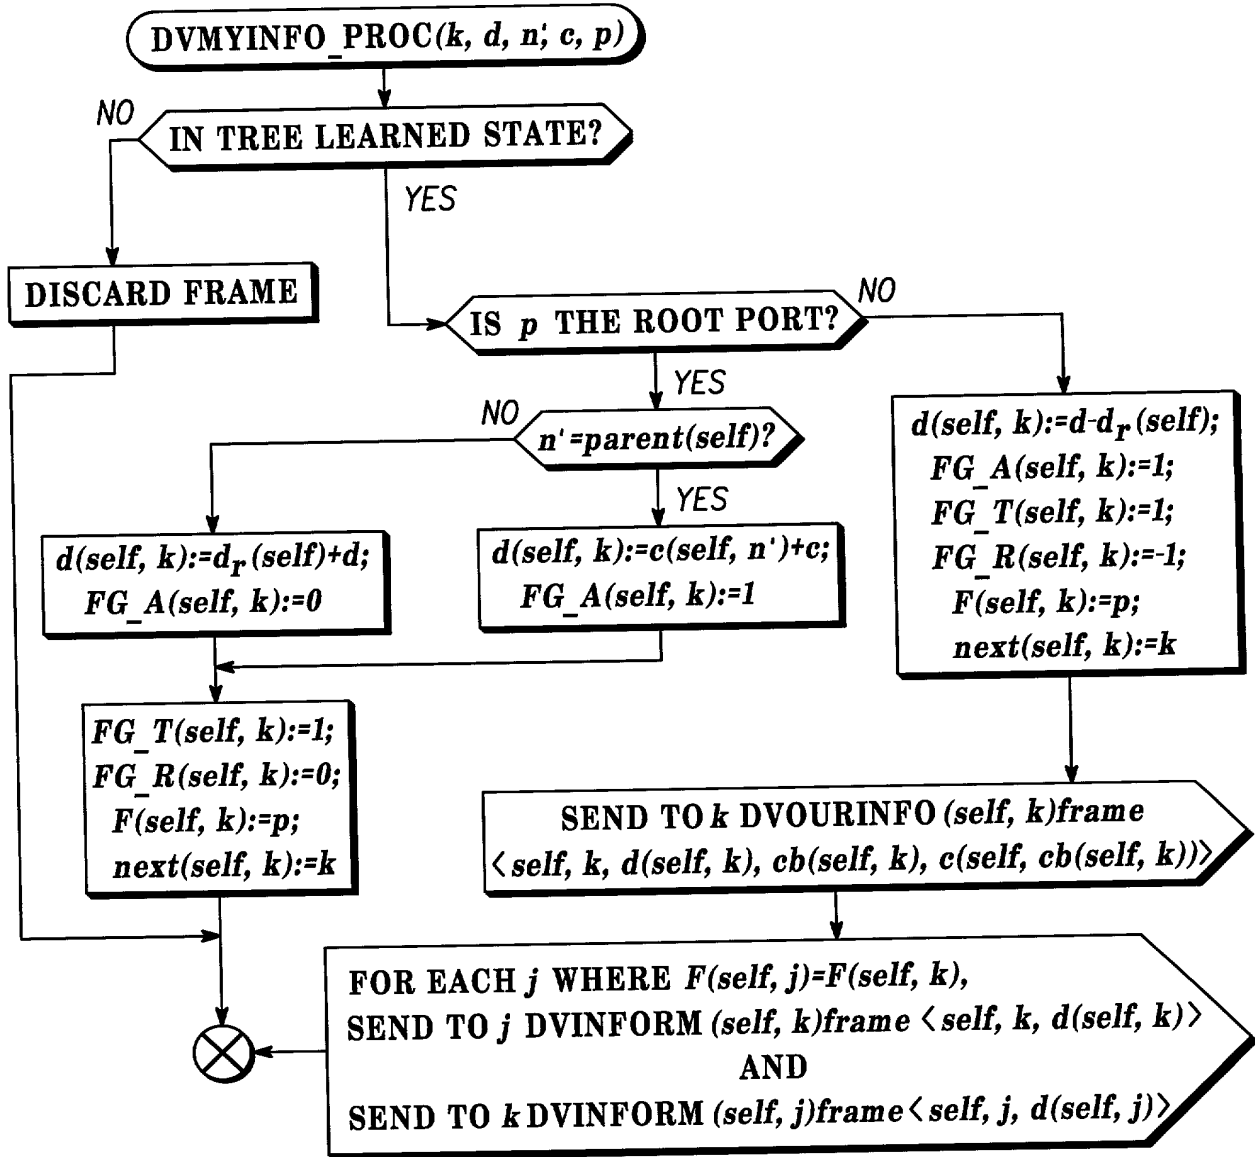 DVMYINFO_PROC(k, d, n', c, p)
NO
IN TREE LEARNED STATE?
YES
DISCARD FRAME
NO
IS p THE ROOT PORT?
YES
NO
n'=parent(self)?
YES
d(self, k):=d-dr(self);
FG_A(self, k):=1;
FG_T(self, k):=1;
FG_R(self, k):=-1;
F(self, k):=p;
next(self, k):=k
d(self, k):=dr(self)+d;
FG_A(self, k):=0
d(self, k):=c(self, n')+c;
FG_A(self, k):=1
FG_T(self, k):=1;
FG_R(self, k):=0;
F(self, k):=p;
next(self, k):=k
SEND TO k DVOURINFO (self, k)frame
<self, k, d(self, k), cb(self, k), c(self, cb(self, k))>
FOR EACH j WHERE F(self, j)=F(self, k),
SEND TO j DVINFORM (self, k)frame <self, k, d(self, k)>
AND
SEND TO k DVINFORM (self, j)frame<self, j, d(self, j)>